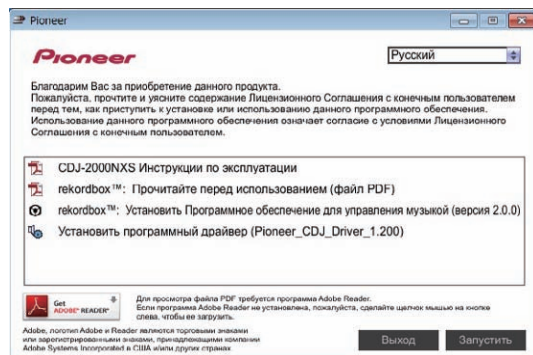 Pioneer
Pioneer
Русский
Благодарим Вас за приобретение данного продукта.
Пожалуйста, прочтите и уясните содержание Лицензионного Соглашения с конечным пользователем
перед тем, как приступить к установке или использованию данного программного обеспечения.
Использование данного программного обеспечения означает согласие с условиями Лицензионного
Соглашения с конечным пользователем.
CDJ-2000NXS Инструкции по эксплуатации
rekordbox™: Прочитайте перед использованием (файл PDF)
rekordbox™: Установить Программное обеспечение для управления музыкой (версия 2.0.0)
Установить программный драйвер (Pioneer_CDJ_Driver_1.200)
Get
ADOBE® READER®
Для просмотра файла PDF требуется программа Adobe Reader.
Если программа Adobe Reader не установлена, пожалуйста, сделайте щелчок мышью на кнопке
слева, чтобы ее загрузить.
Adobe, логотип Adobe и Reader являются торговыми знаками
или зарегистрированными знаками, принадлежащими компании
Adobe Systems Incorporated в США и/или других странах
Выход
Запустить